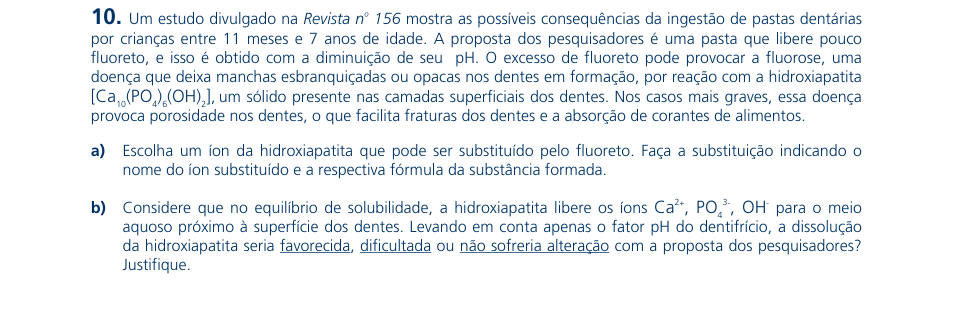 10. Um estudo divulgado na Revista nº 156 mostra as possíveis consequências da ingestão de pastas dentárias
por crianças entre 11 meses e 7 anos de idade. A proposta dos pesquisadores é uma pasta que libere pouco
fluoreto, e isso é obtido com a diminuição de seu pH. O excesso de fluoreto pode provocar a fluorose, uma
doença que deixa manchas esbranquiçadas ou opacas nos dentes em formação, por reação com a hidroxiapatita
[Ca₁₀(PO₄)₆(OH)₂], um sólido presente nas camadas superficiais dos dentes. Nos casos mais graves, essa doença
provoca porosidade nos dentes, o que facilita fraturas dos dentes e a absorção de corantes de alimentos.
a) Escolha um íon da hidroxiapatita que pode ser substituído pelo fluoreto. Faça a substituição indicando o
nome do íon substituído e a respectiva fórmula da substância formada.
b) Considere que no equilíbrio de solubilidade, a hidroxiapatita libere os íons Ca²⁺, PO₄³⁻, OH⁻ para o meio
aquoso próximo à superfície dos dentes. Levando em conta apenas o fator pH do dentifrício, a dissolução
da hidroxiapatita seria favorecida, dificultada ou não sofreria alteração com a proposta dos pesquisadores?
Justifique.